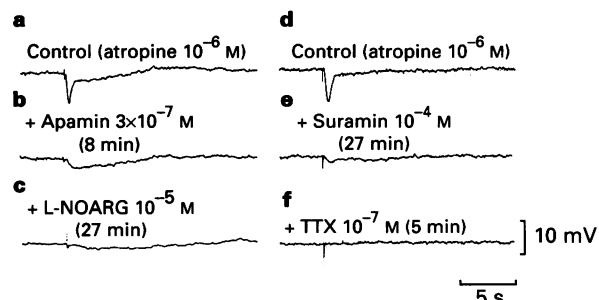 a
Control (atropine 10⁻⁶ M)
b
+ Apamin 3×10⁻⁷ M
(8 min)
c
+ L-NOARG 10⁻⁵ M
(27 min)
d
Control (atropine 10⁻⁶ M)
e
+ Suramin 10⁻⁴ M
(27 min)
f
+ TTX 10⁻⁷ M (5 min)
10 mV
5 s